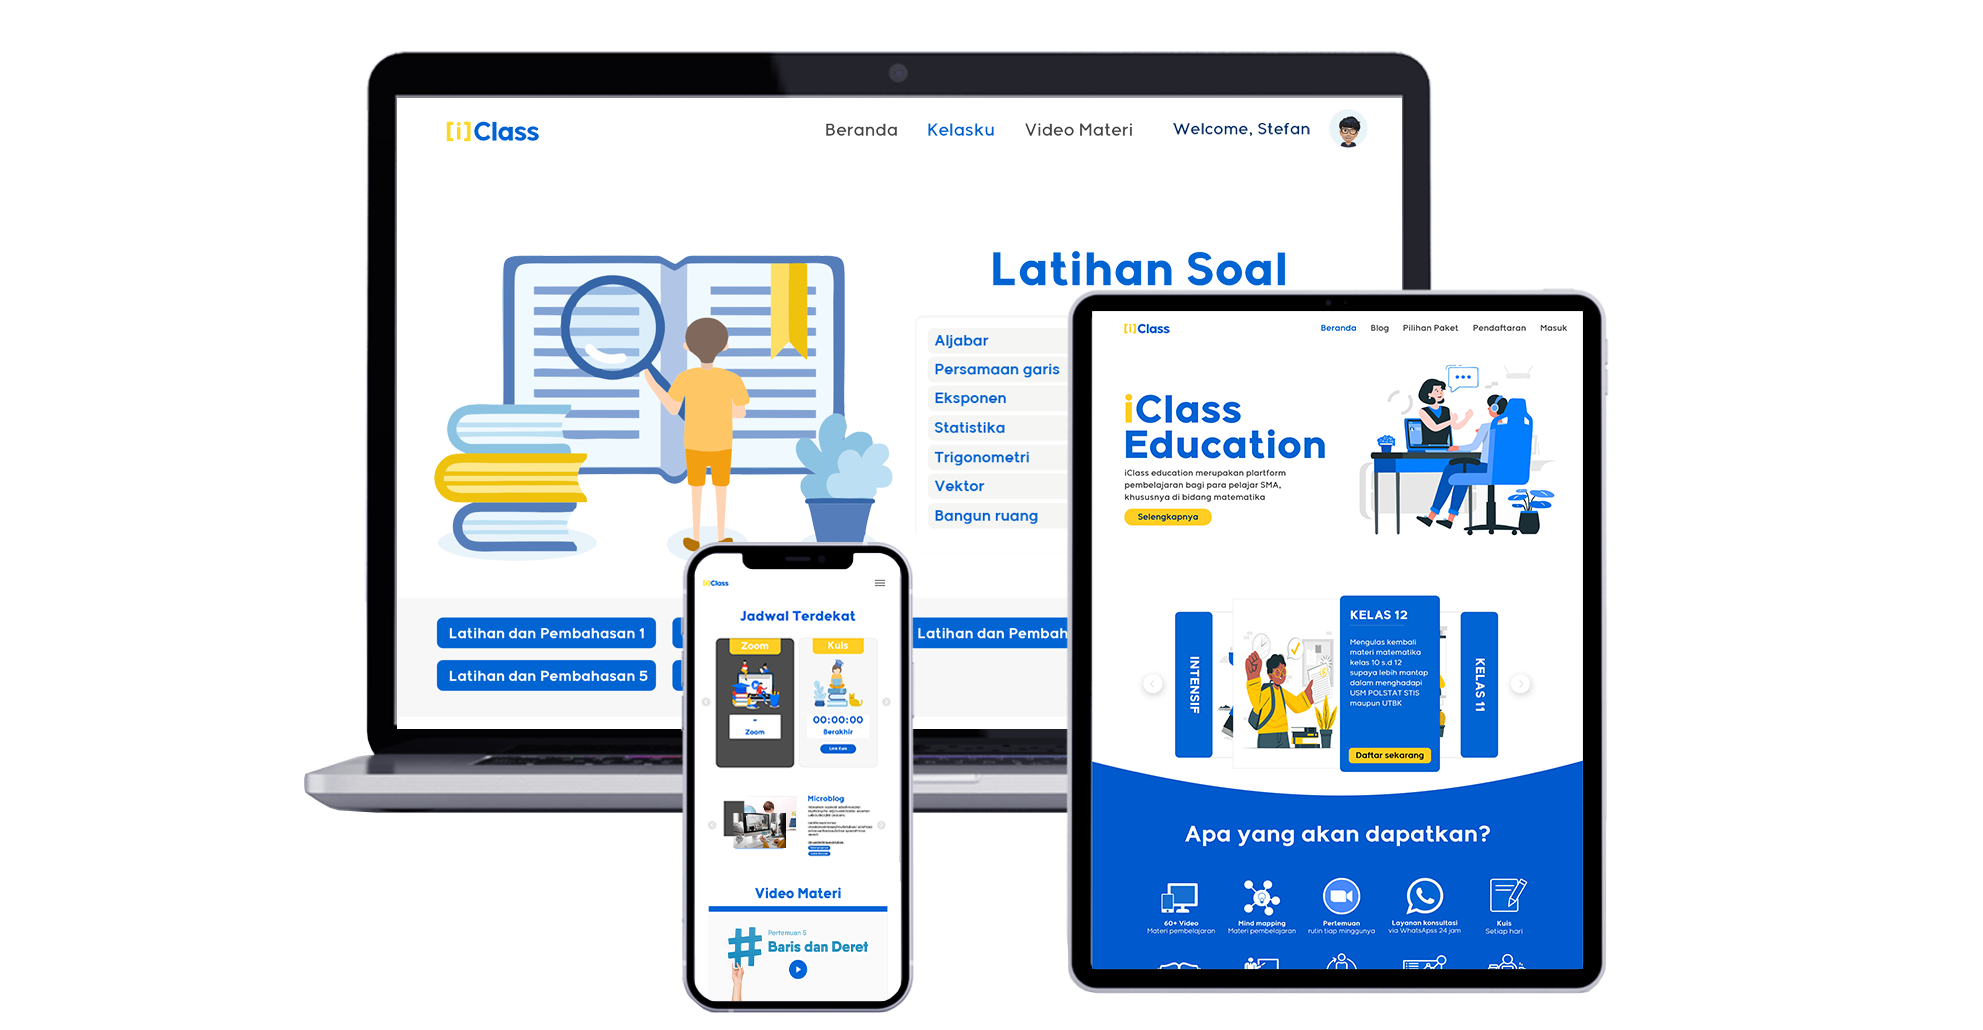 [i]Class
Beranda
Kelasku
Video Materi
Welcome, Stefan
Latihan Soal
Aljabar
Persamaan garis
Eksponen
Statistika
Trigonometri
Vektor
Bangun ruang
Latihan dan Pembahasan 1
Latihan dan Pembah
Latihan dan Pembahasan 5
[i]Class
Jadwal Terdekat
Zoom
Kuis
-
Zoom
00:00:00
Berakhir
Link Kuis
Microblog
Video Materi
Pertemuan 5
# Baris dan Deret
[i]Class
Beranda
Blog
Pilihan Paket
Pendaftaran
Masuk
iClass
Education
iClass education merupakan plartform
pembelajaran bagi para pelajar SMA,
khususnya di bidang matematika
Selengkapnya
INTENSIF
KELAS 12
Mengulas kembali
materi matematika
kelas 10 s.d 12
supaya lebih mantap
dalam menghadapi
USM POLSTAT STIS
maupun UTBK
Daftar sekarang
KELAS 11
Apa yang akan dapatkan?
60+ Video
Materi pembelajaran
Mind mapping
Materi pembelajaran
Pertemuan
rutin tiap minggunya
Layanan konsultasi
via WhatsApss 24 jam
Kuis
Setiap hari